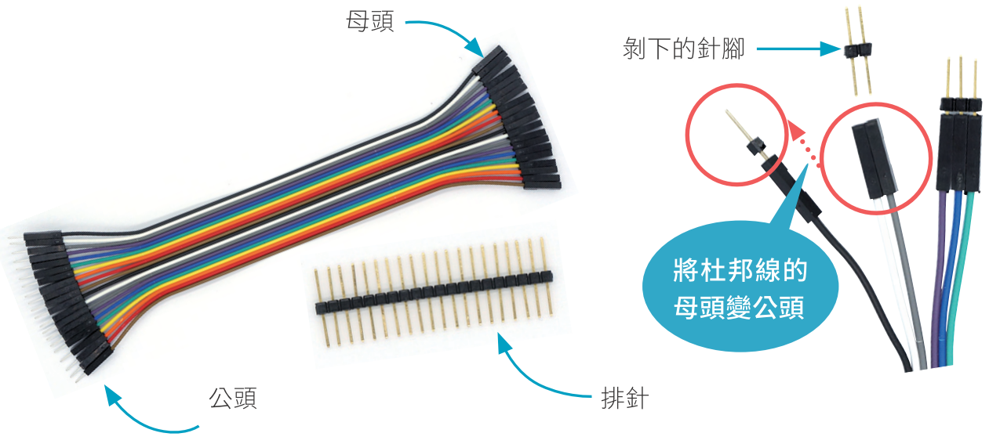 母頭
剝下的針腳
將杜邦線的
母頭變公頭
公頭
排針